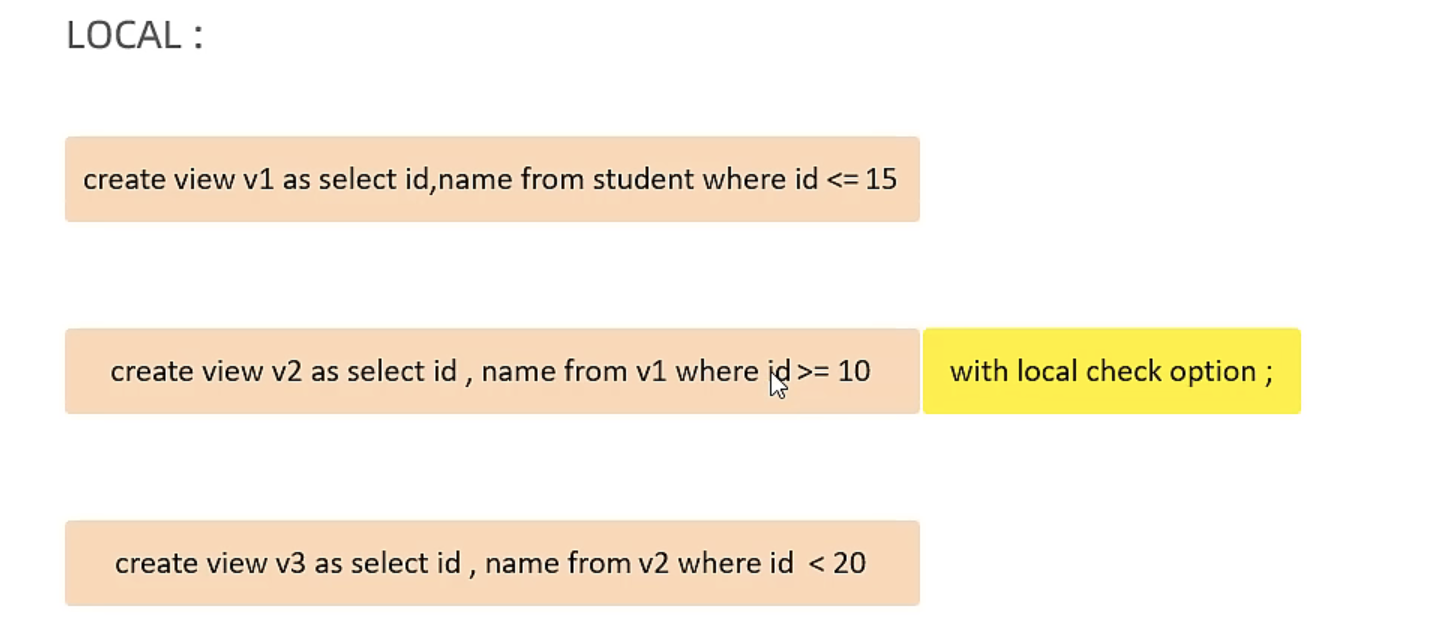 LOCAL :
create view v1 as select id,name from student where id <= 15
create view v2 as select id , name from v1 where id >= 10 with local check option ;
create view v3 as select id , name from v2 where id < 20